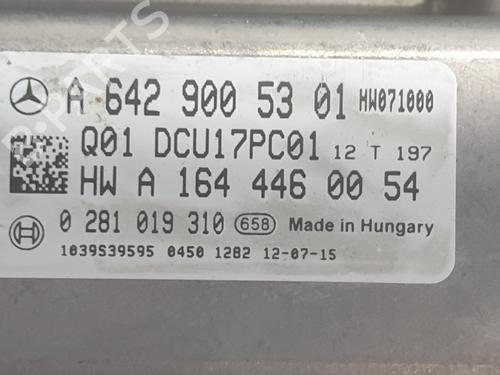 A 642 900 53 01 HW071000
Q01 DCU17PC01 12 T 197
HW A 164 446 00 54
0 281 019 310 658 Made in Hungary
1039S39595 0450 1282 12-07-15